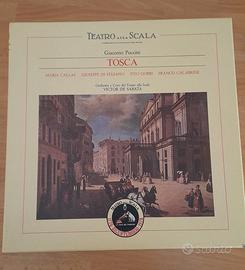 TEATRO ALLA SCALA
Giacomo Puccini
TOSCA
MARIA CALLAS GIUSEPPE DI STEFANO TITO GOBBI FRANCO CALABRESE
Orchestra e Coro del Teatro alla Scala
VICTOR DE SABATA
subito